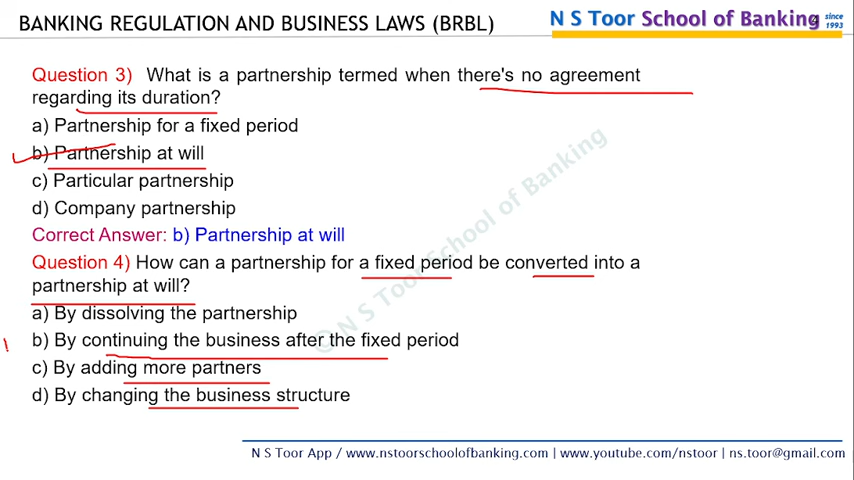 BANKING REGULATION AND BUSINESS LAWS (BRBL)
N S Toor School of Banking since 1993
Question 3) What is a partnership termed when there's no agreement
regarding its duration?
a) Partnership for a fixed period
b) Partnership at will
c) Particular partnership
d) Company partnership
Correct Answer: b) Partnership at will
Question 4) How can a partnership for a fixed period be converted into a
partnership at will?
a) By dissolving the partnership
b) By continuing the business after the fixed period
c) By adding more partners
d) By changing the business structure
© N S Toor School of Banking
N S Toor App / www.nstoorschoolofbanking.com | www.youtube.com/nstoor | ns.toor@gmail.com